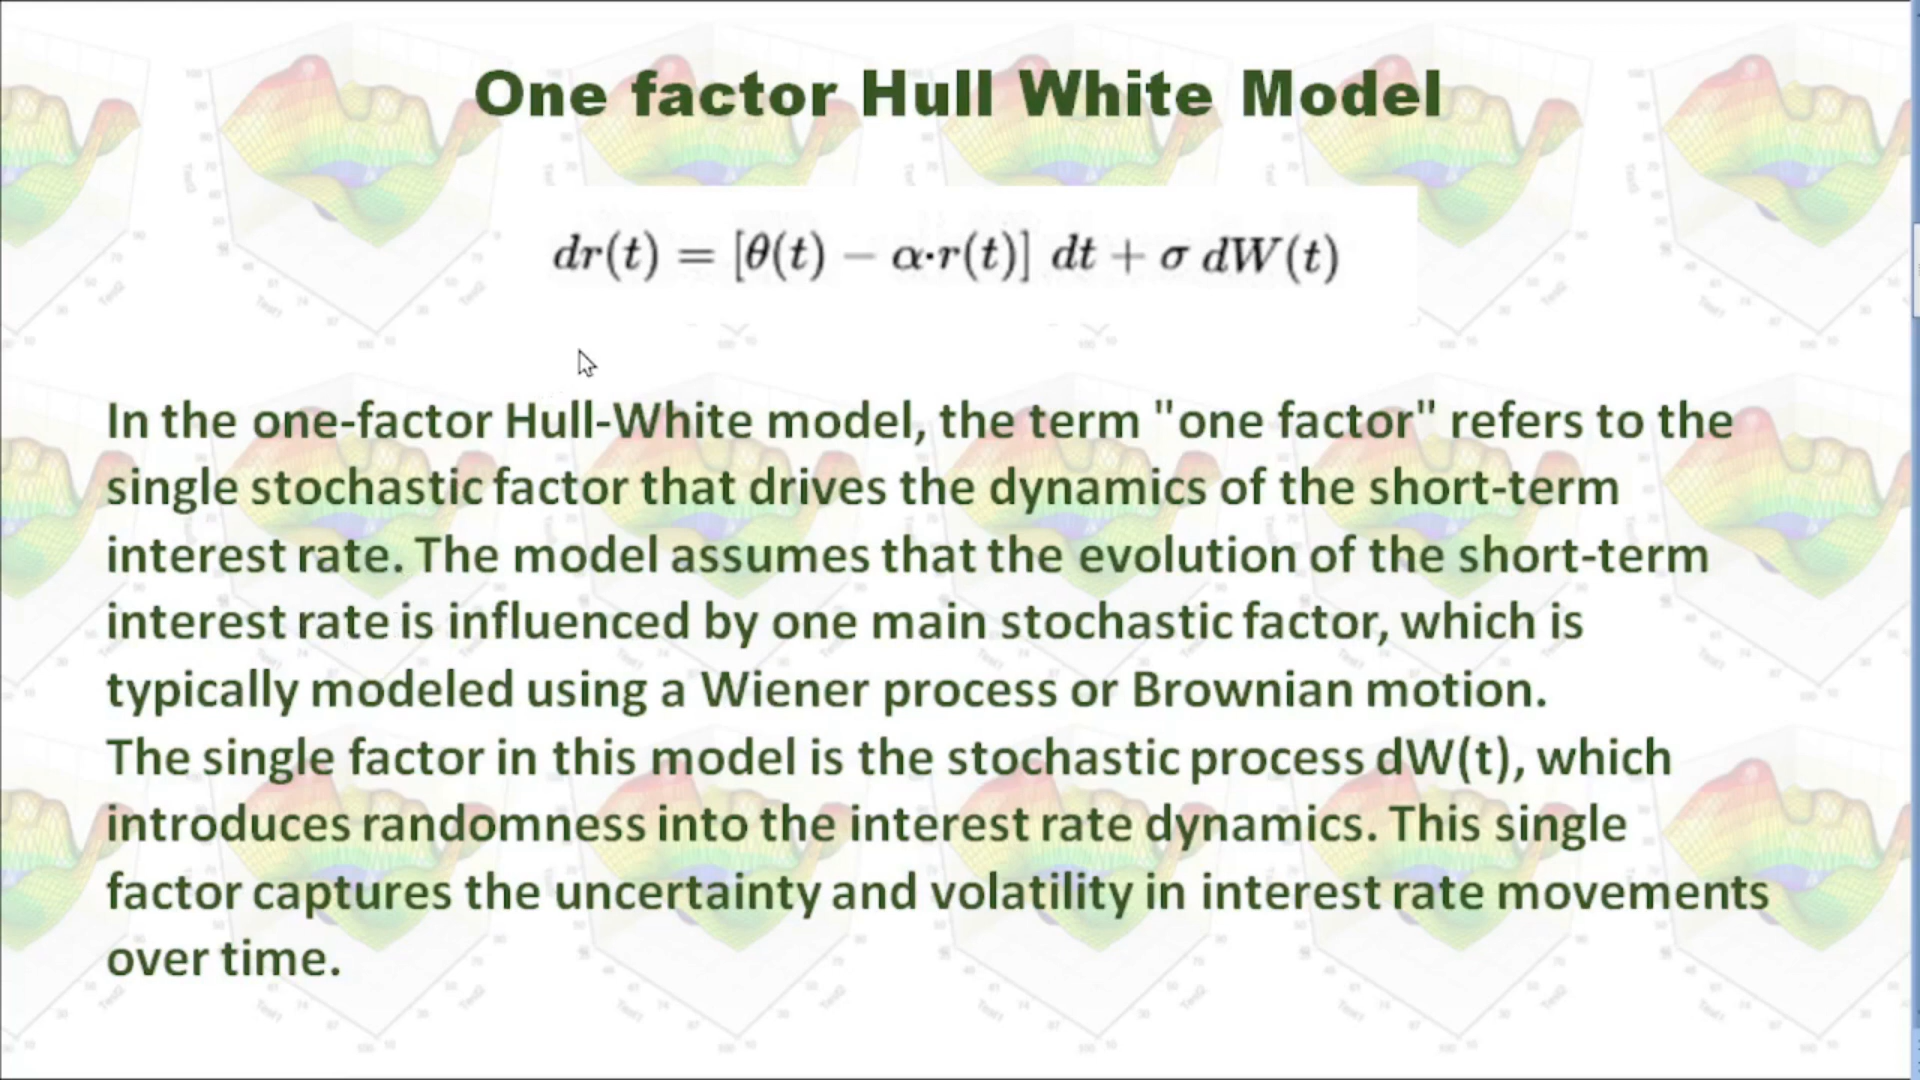 One factor Hull White Model
dr(t) = [θ(t) − α·r(t)] dt + σ dW(t)
In the one-factor Hull-White model, the term "one factor" refers to the
single stochastic factor that drives the dynamics of the short-term
interest rate. The model assumes that the evolution of the short-term
interest rate is influenced by one main stochastic factor, which is
typically modeled using a Wiener process or Brownian motion.
The single factor in this model is the stochastic process dW(t), which
introduces randomness into the interest rate dynamics. This single
factor captures the uncertainty and volatility in interest rate movements
over time.